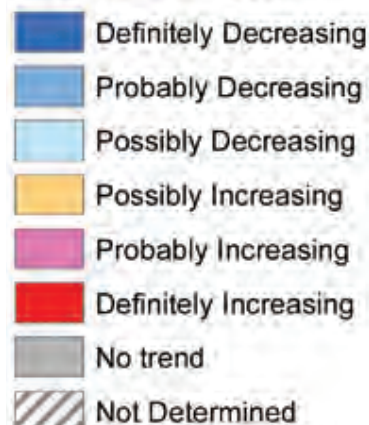 Definitely Decreasing
Probably Decreasing
Possibly Decreasing
Possibly Increasing
Probably Increasing
Definitely Increasing
No trend
Not Determined